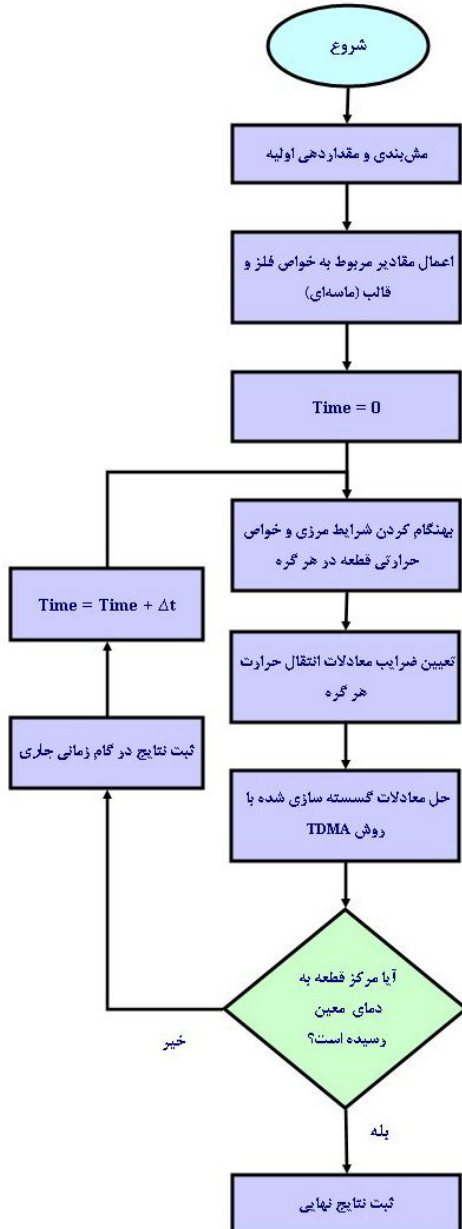 شروع
مش‌بندی و مقداردهی اولیه
اعمال مقادیر مربوط به خواص فلز و
قالب (ماسه‌ای)
Time = 0
بهنگام کردن شرایط مرزی و خواص
حرارتی قطعه در هر گره
Time = Time + Δt
تعیین ضرایب معادلات انتقال حرارت
هر گره
ثبت نتایج در گام زمانی جاری
حل معادلات گسسته سازی شده با
روش TDMA
آیا مرکز قطعه به
دمای معین
رسیده است؟
خیر
بله
ثبت نتایج نهایی